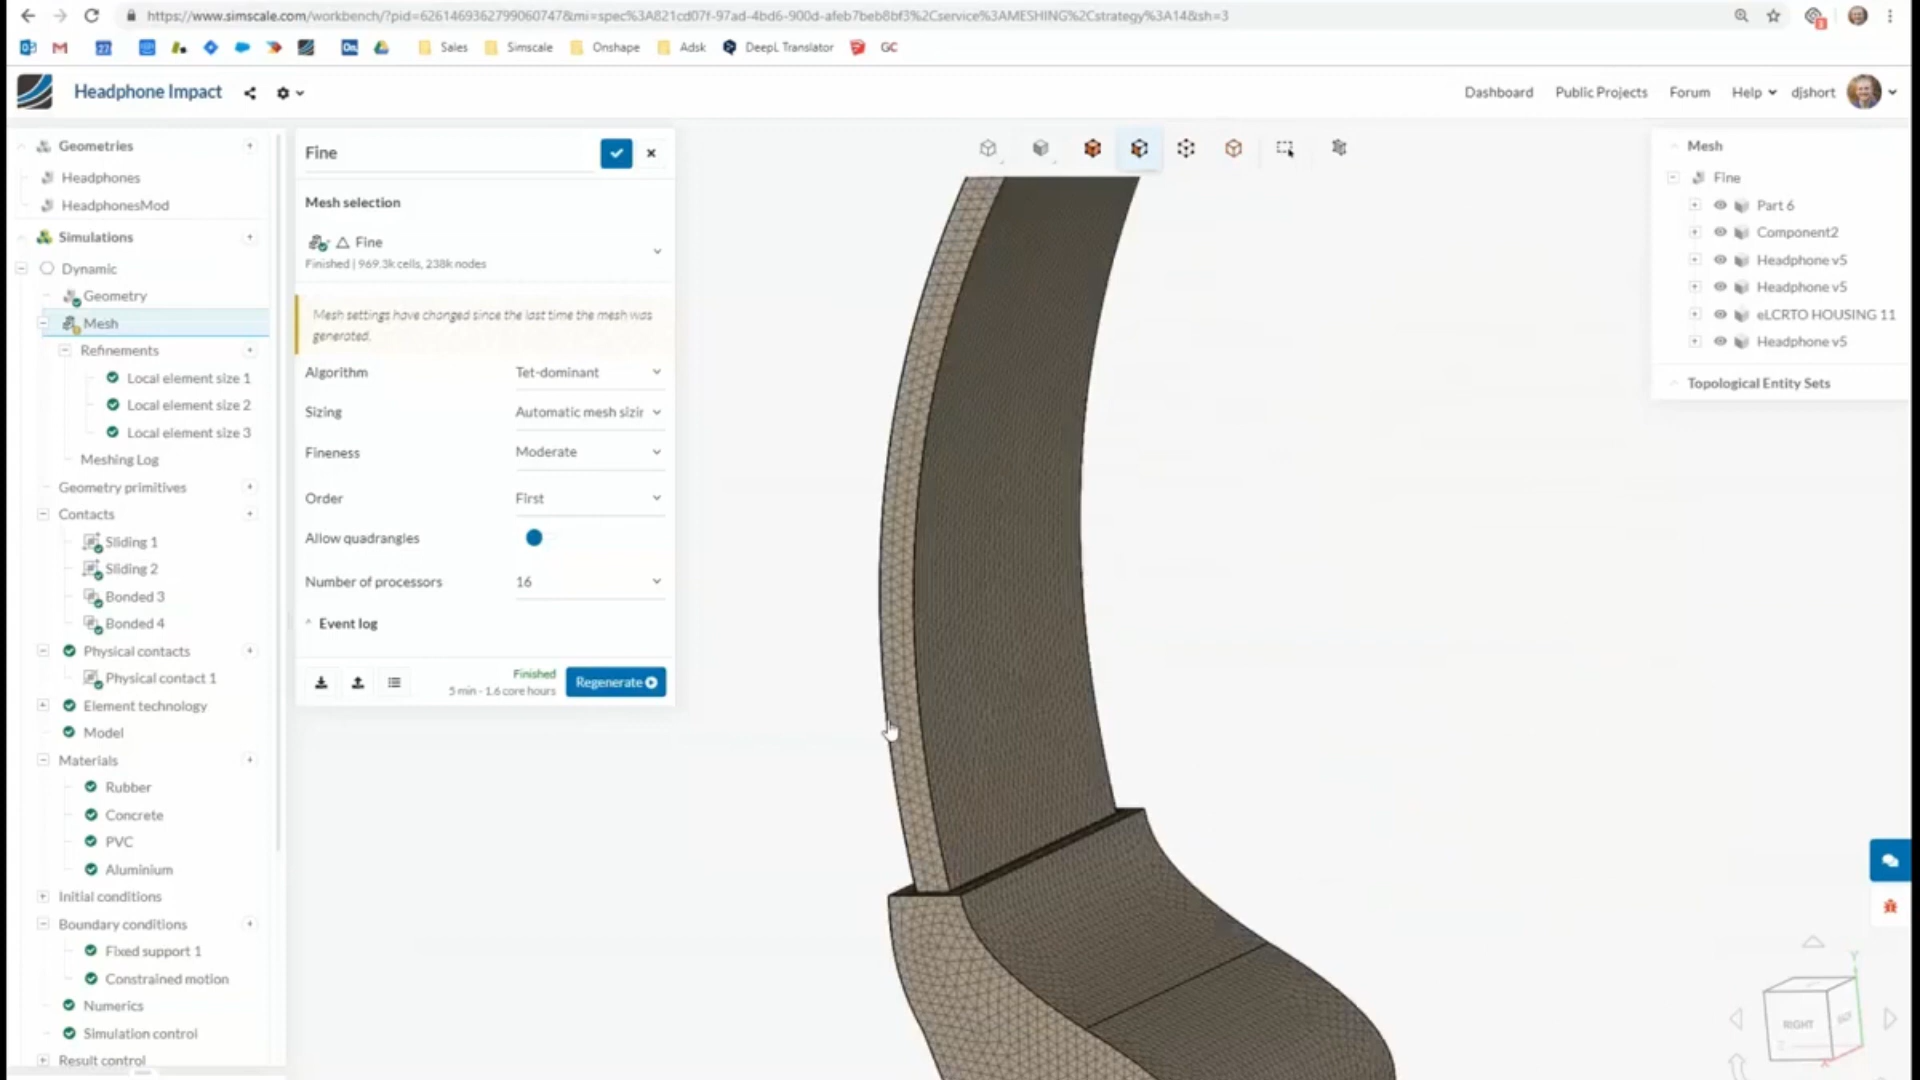 https://www.simscale.com/workbench/?pid=6261469362799060747&mi=spec%3A821cd07f-97ad-4bd6-900d-afeb7beb8bf3%2Cservice%3AMESHING%2Cstrategy%3A14&sh=3
Sales
Simscale
Onshape
Adsk
DeepL Translator
GC
Headphone Impact
Dashboard
Public Projects
Forum
Help
djshort
Geometries
Headphones
HeadphonesMod
Simulations
Dynamic
Geometry
Mesh
Refinements
Local element size 1
Local element size 2
Local element size 3
Meshing Log
Geometry primitives
Contacts
Sliding 1
Sliding 2
Bonded 3
Bonded 4
Physical contacts
Physical contact 1
Element technology
Model
Materials
Rubber
Concrete
PVC
Aluminium
Initial conditions
Boundary conditions
Fixed support 1
Constrained motion
Numerics
Simulation control
Result control
Fine
Mesh selection
Fine
Finished | 969.3k cells, 238k nodes
Mesh settings have changed since the last time the mesh was
generated.
Algorithm
Tet-dominant
Sizing
Automatic mesh sizin
Fineness
Moderate
Order
First
Allow quadrangles
Number of processors
16
Event log
Finished
5 min - 1.6 core hours
Regenerate
Mesh
Fine
Part 6
Component2
Headphone v5
Headphone v5
eLCRTO HOUSING 11
Headphone v5
Topological Entity Sets
Y
RIGHT